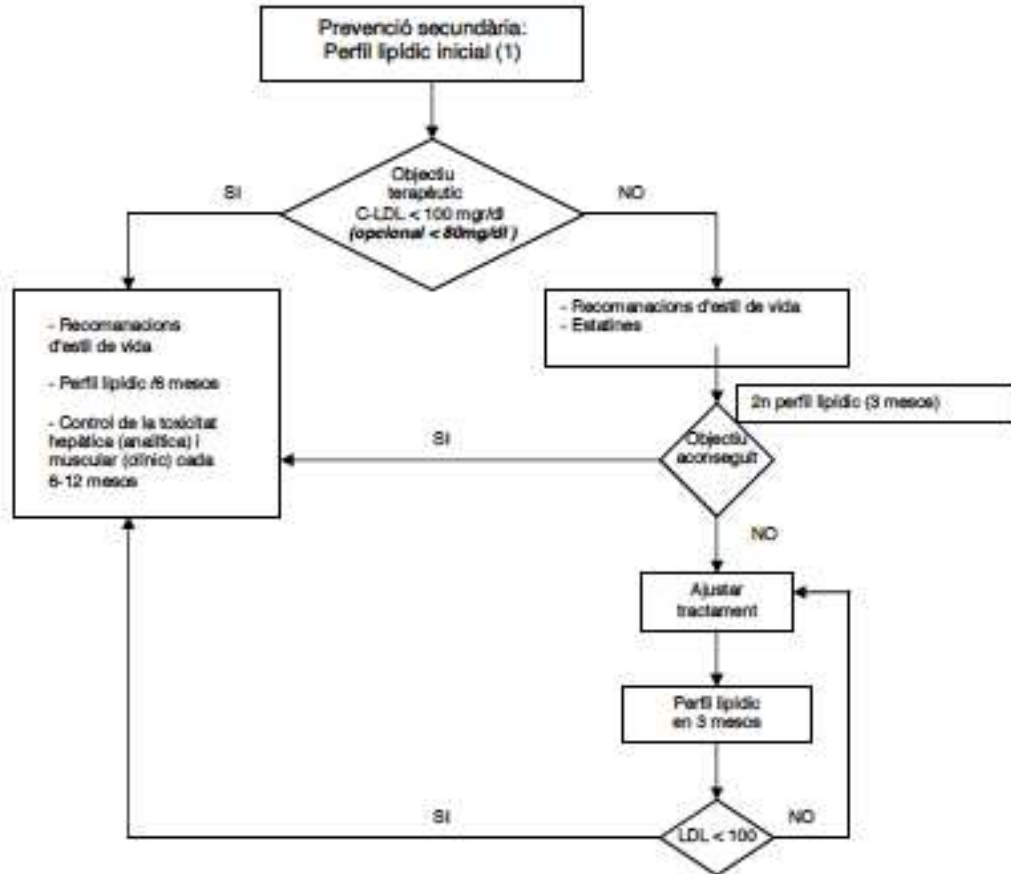 Prevenció secundària:
Perfil lipídic inicial (1)
Objectiu
terapèutic
C-LDL < 100 mgr/dl
(opcional < 80mg/dl )
SI
NO
- Recomanacions
d'estil de vida
- Perfil lipídic /6 mesos
- Control de la toxicitat
hepàtica (analítica) i
muscular (clínic) cada
6-12 mesos
- Recomanacions d'estil de vida
- Estatines
2n perfil lipídic (3 mesos)
Objectiu
aconseguit
SI
NO
Ajustar
tractament
Perfil lipídic
en 3 mesos
LDL < 100
SI
NO